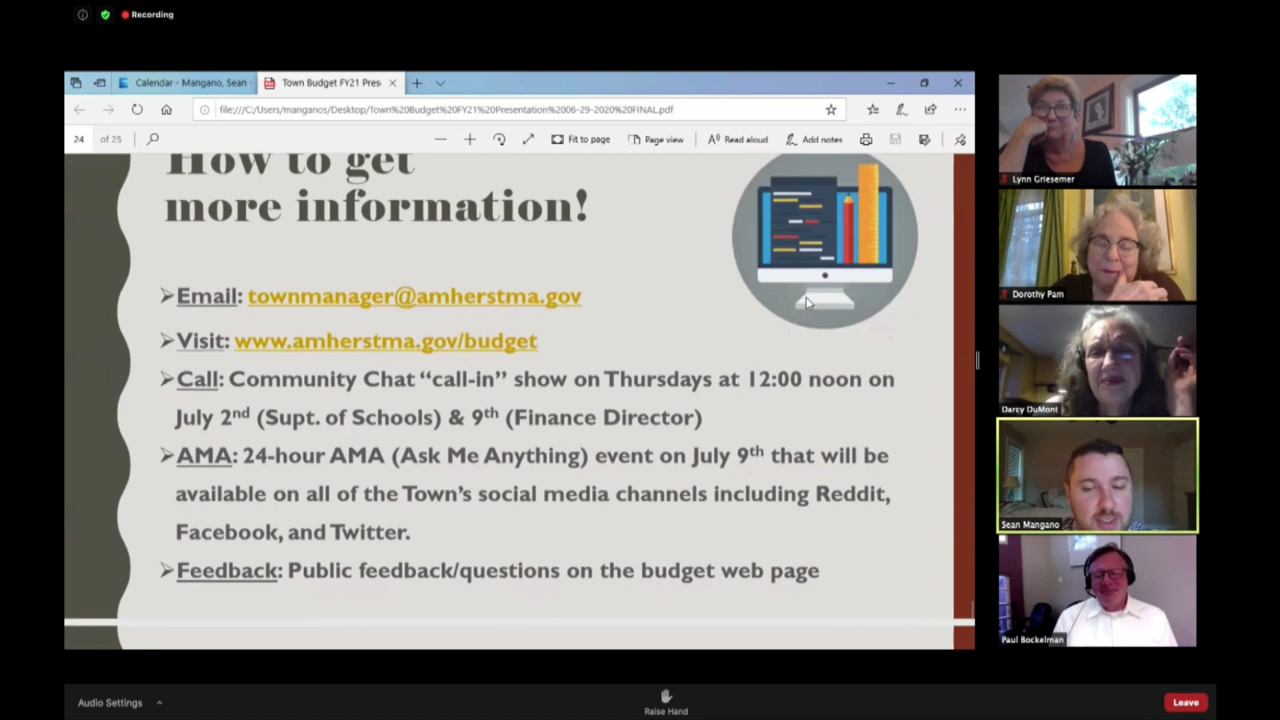 Recording
Calendar - Mangano, Sean
Town Budget FY21 Pres
file:///C:/Users/manganos/Desktop/Town%20Budget%20FY21%20Presentation%2006-29-2020%20FINAL.pdf
24 of 25
Fit to page
Page view
Read aloud
Add notes
How to get
more information!
➢Email: townmanager@amherstma.gov
➢Visit: www.amherstma.gov/budget
➢Call: Community Chat “call-in” show on Thursdays at 12:00 noon on
July 2nd (Supt. of Schools) & 9th (Finance Director)
➢AMA: 24-hour AMA (Ask Me Anything) event on July 9th that will be
available on all of the Town's social media channels including Reddit,
Facebook, and Twitter.
➢Feedback: Public feedback/questions on the budget web page
Lynn Griesemer
Dorothy Pam
Darcy DuMont
Sean Mangano
Paul Bockelman
Audio Settings
Raise Hand
Leave